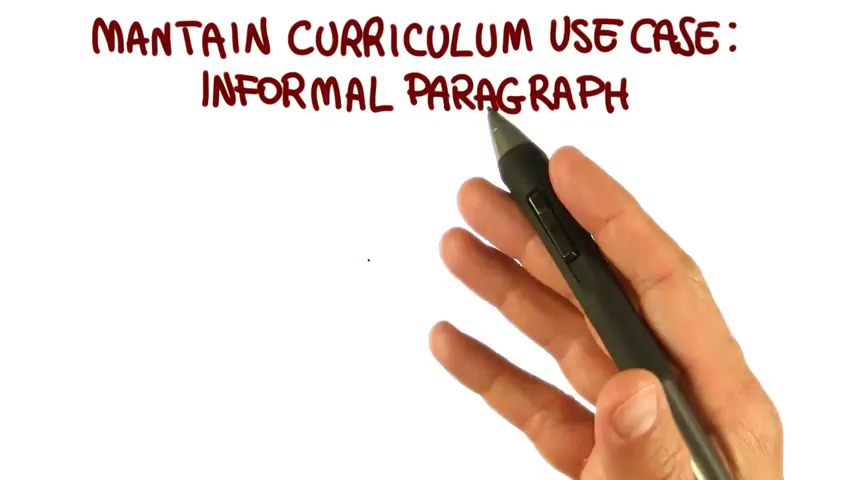 MANTAIN CURRICULUM USE CASE:
INFORMAL PARAGRAPH